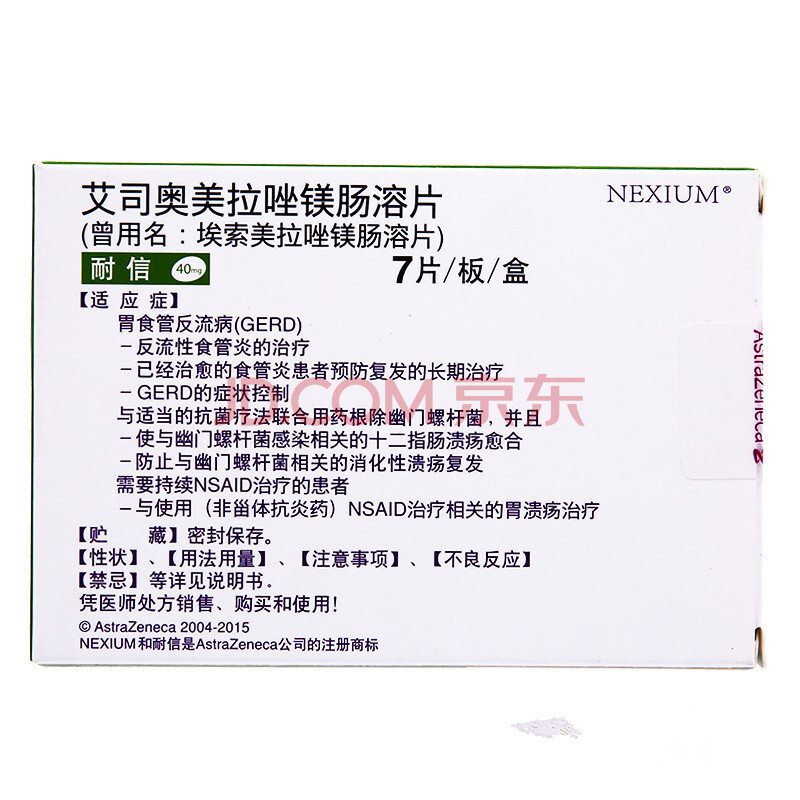 艾司奥美拉唑镁肠溶片
NEXIUM®
(曾用名：埃索美拉唑镁肠溶片)
耐信 40mg
7片/板/盒
【适 应 症】
胃食管反流病(GERD)
－反流性食管炎的治疗
－已经治愈的食管炎患者预防复发的长期治疗
－GERD的症状控制
与适当的抗菌疗法联合用药根除幽门螺杆菌，并且
－使与幽门螺杆菌感染相关的十二指肠溃疡愈合
－防止与幽门螺杆菌相关的消化性溃疡复发
需要持续NSAID治疗的患者
－与使用（非甾体抗炎药）NSAID治疗相关的胃溃疡治疗
【贮 藏】密封保存。
【性状】、【用法用量】、【注意事项】、【不良反应】
【禁忌】等详见说明书。
凭医师处方销售、购买和使用！
© AstraZeneca 2004-2015
NEXIUM和耐信是AstraZeneca公司的注册商标
AstraZeneca
JD.COM 京东